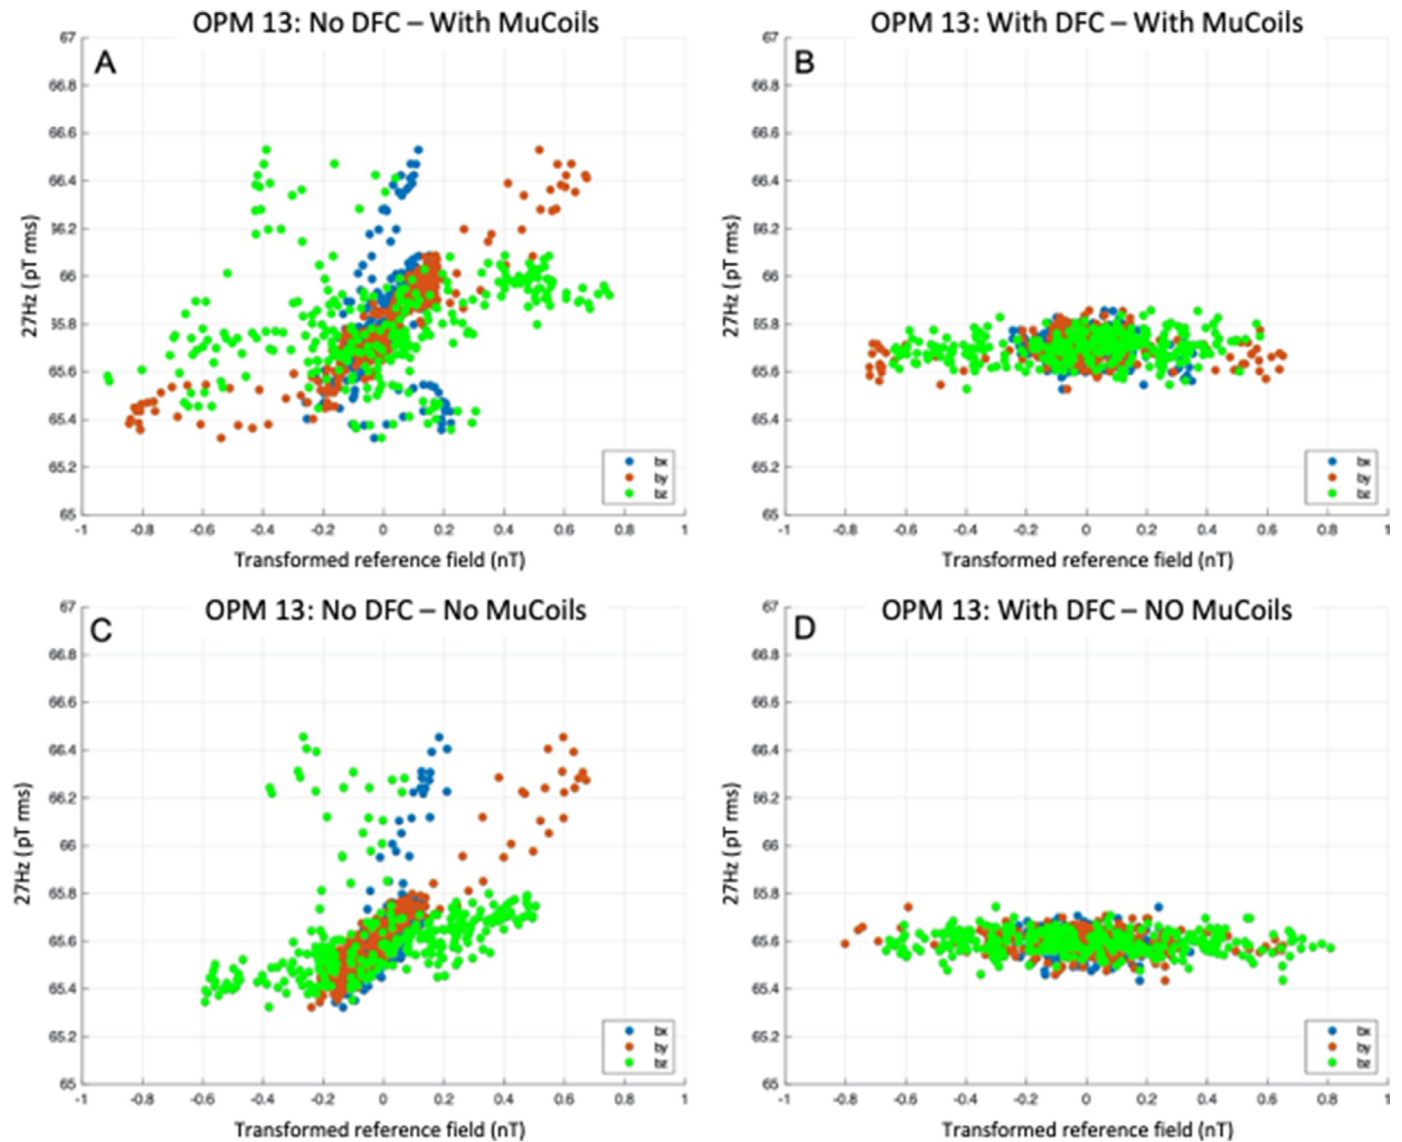 OPM 13: No DFC – With MuCoils
A
67
66.8
66.6
66.4
66.2
66
65.8
65.6
65.4
65.2
65
27Hz ( pT rms)
-1 -0.8 -0.6 -0.4 -0.2 0 0.2 0.4 0.6 0.8 1
Transformed reference field (nT)
bx
by
bz
OPM 13: With DFC – With MuCoils
B
67
66.8
66.6
66.4
66.2
66
65.8
65.6
65.4
65.2
65
27Hz ( pT rms)
-1 -0.8 -0.6 -0.4 -0.2 0 0.2 0.4 0.6 0.8 1
Transformed reference field (nT)
bx
by
bz
OPM 13: No DFC – No MuCoils
C
67
66.8
66.6
66.4
66.2
66
65.8
65.6
65.4
65.2
65
27Hz ( pT rms)
-1 -0.8 -0.6 -0.4 -0.2 0 0.2 0.4 0.6 0.8 1
Transformed reference field (nT)
bx
by
bz
OPM 13: With DFC – NO MuCoils
D
67
66.8
66.6
66.4
66.2
66
65.8
65.6
65.4
65.2
65
27Hz ( pT rms)
-1 -0.8 -0.6 -0.4 -0.2 0 0.2 0.4 0.6 0.8 1
Transformed reference field (nT)
bx
by
bz